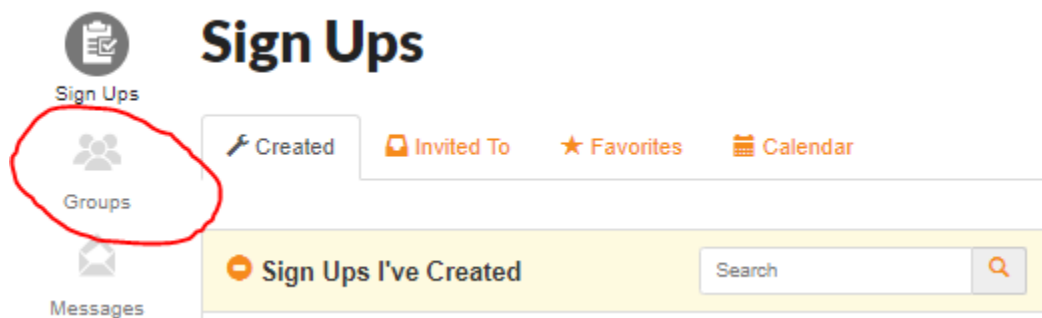 Sign Ups
Sign Ups
Groups
Messages
Created
Invited To
Favorites
Calendar
Sign Ups I've Created
Search